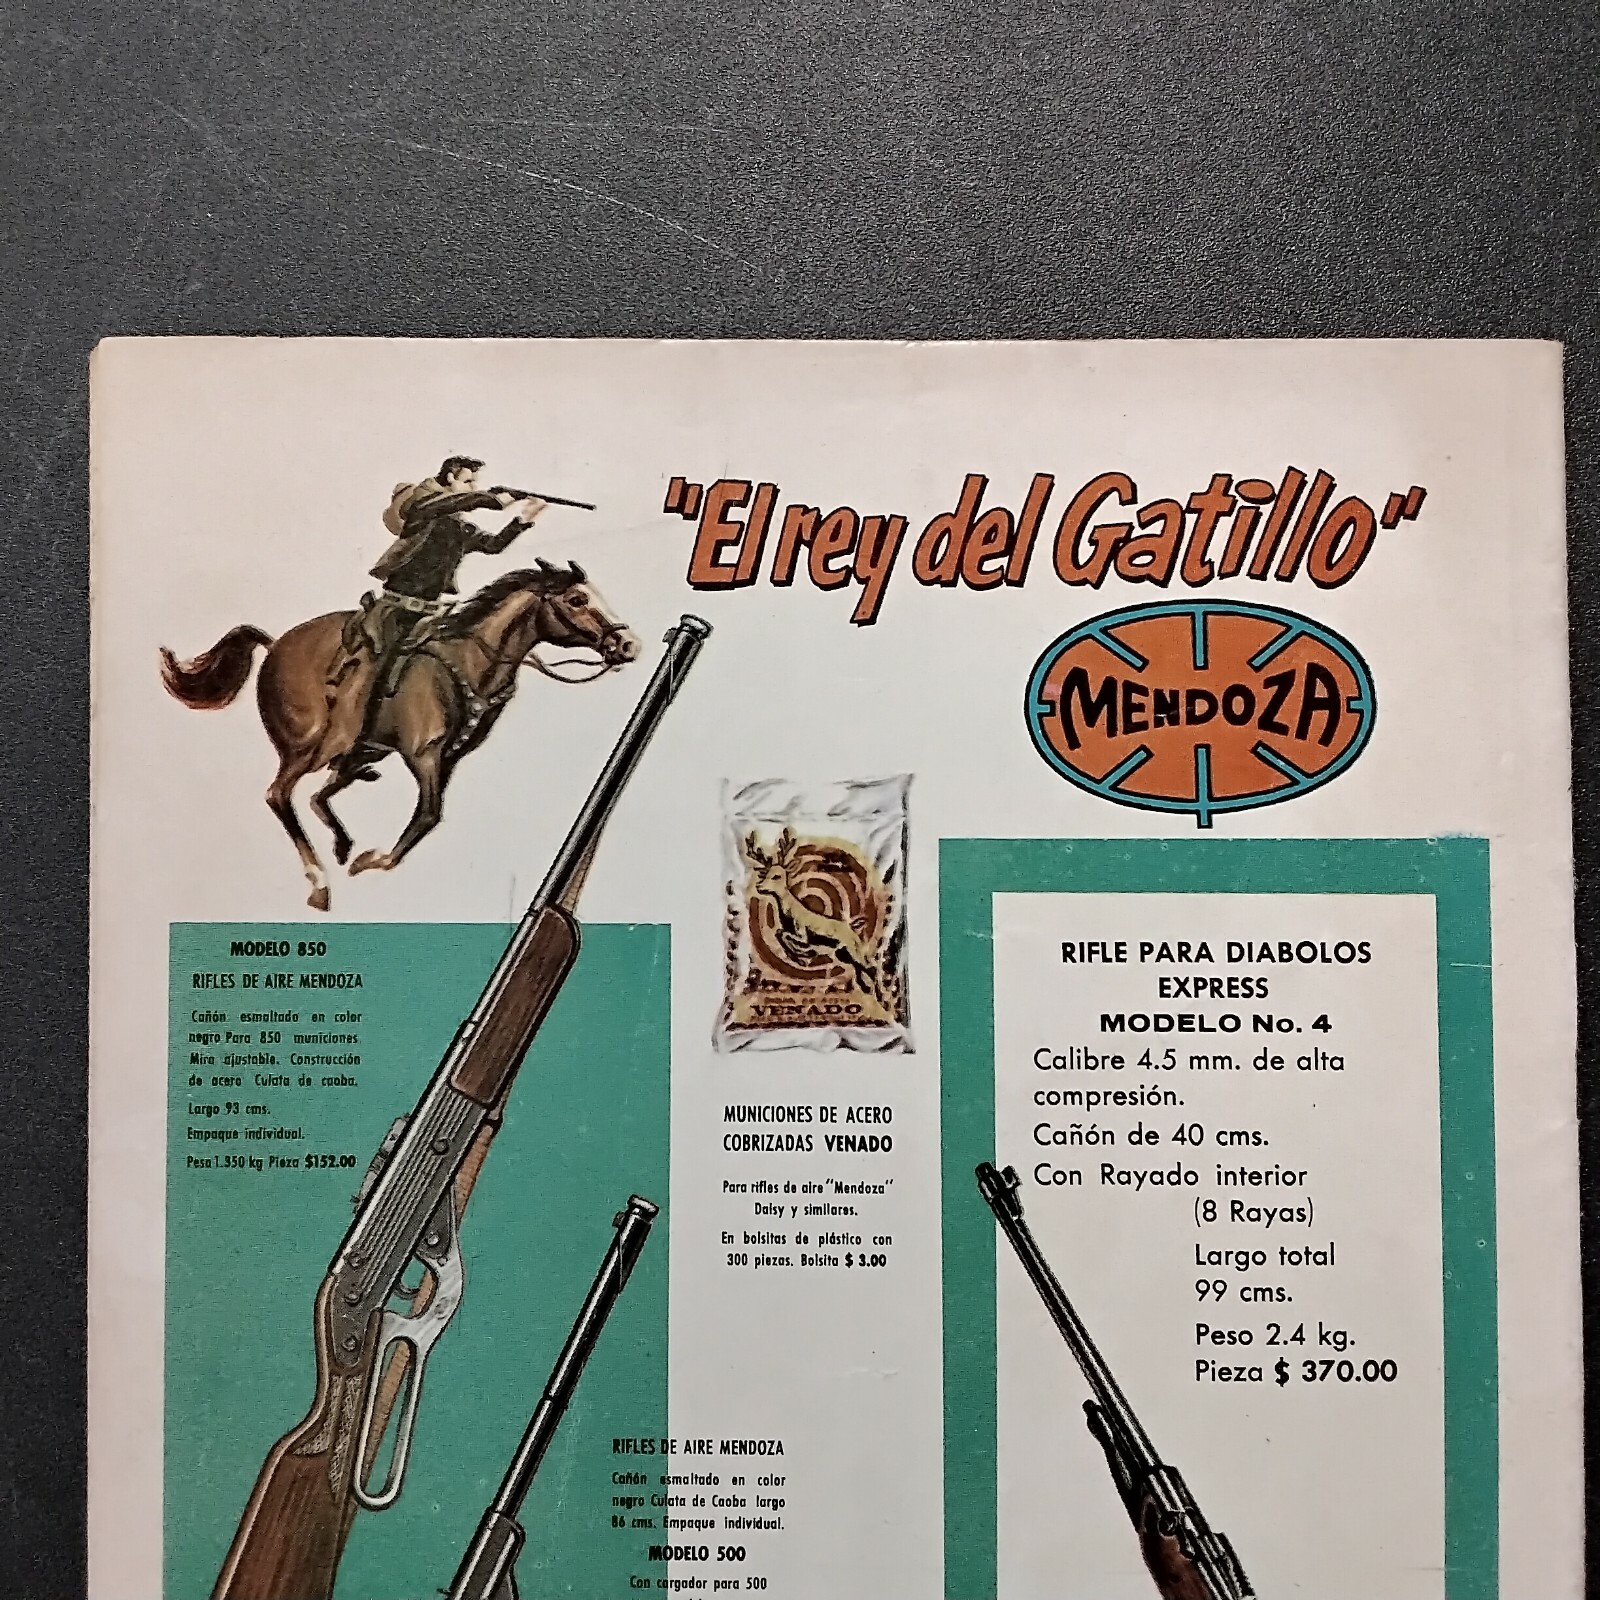 "El rey del Gatillo"
MENDOZA
MODELO 850
RIFLES DE AIRE MENDOZA
Cañón esmaltado en color
negro Para 850 municiones
Mira ajustable. Construcción
de acero Culata de caoba.
Largo 93 cms.
Empaque individual.
Peso 1.350 kg Pieza $152.00
VENADO
MUNICIONES DE ACERO
COBRIZADAS VENADO
Para rifles de aire "Mendoza"
Daisy y similares.
En bolsitas de plástico con
300 piezas. Bolsita $ 3.00
RIFLES DE AIRE MENDOZA
Cañón esmaltado en color
negro Culata de Caoba largo
86 cms. Empaque individual.
MODELO 500
Con cargador para 500
RIFLE PARA DIABOLOS
EXPRESS
MODELO No. 4
Calibre 4.5 mm. de alta
compresión.
Cañón de 40 cms.
Con Rayado interior
(8 Rayas)
Largo total
99 cms.
Peso 2.4 kg.
Pieza $ 370.00